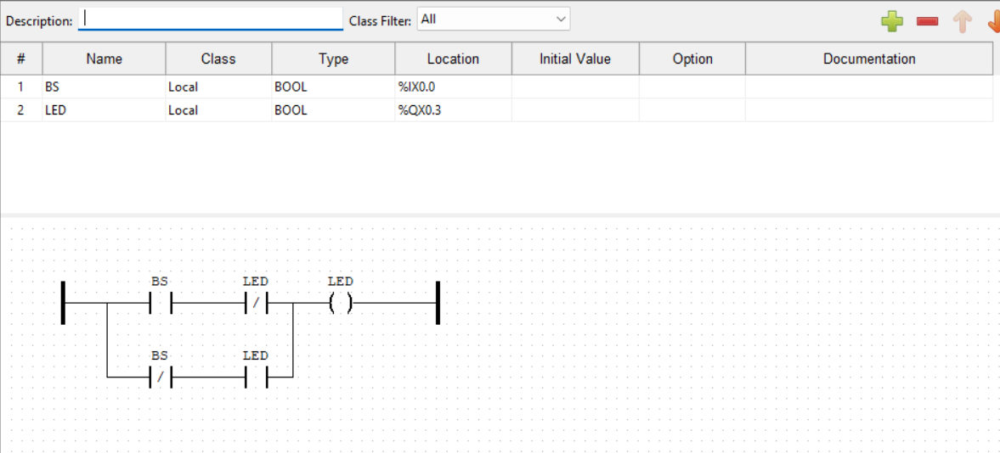 Description: Class Filter: All
# Name Class Type Location Initial Value Option Documentation
1 BS Local BOOL %IX0.0
2 LED Local BOOL %QX0.3
BS LED LED
/
BS LED
/